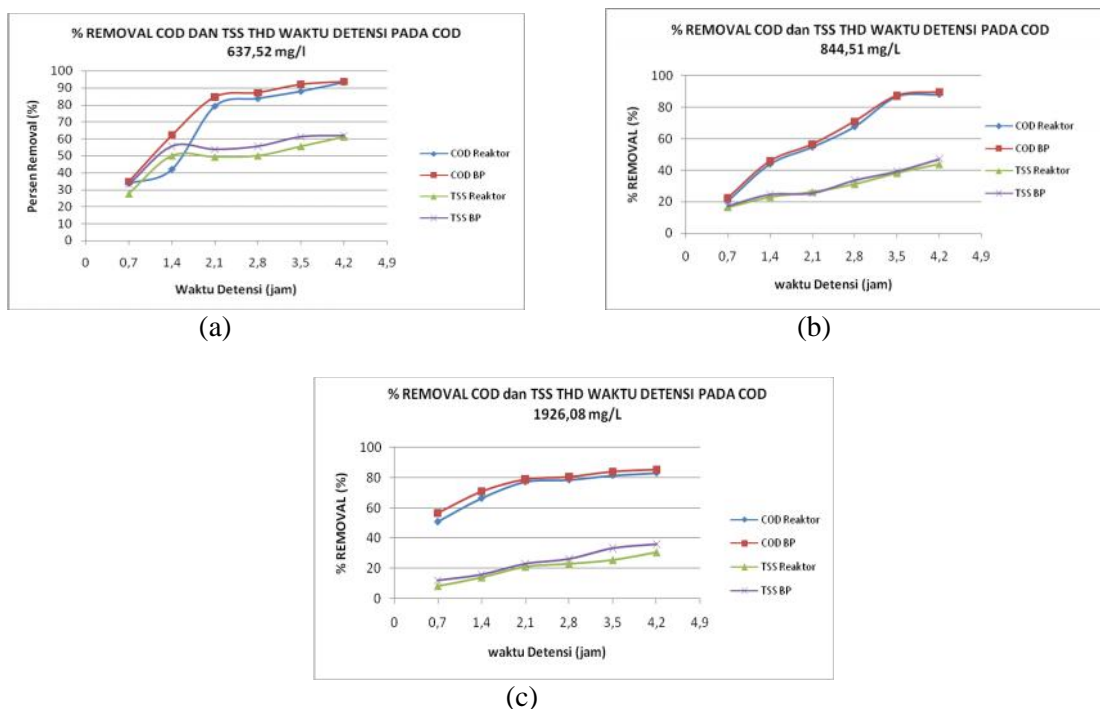 % REMOVAL COD DAN TSS THD WAKTU DETENSI PADA COD
637,52 mg/l
Persen Removal (%)
100
90
80
70
60
50
40
30
20
10
0
0 0,7 1,4 2,1 2,8 3,5 4,2 4,9
Waktu Detensi (jam)
COD Reaktor
COD BP
TSS Reaktor
TSS BP
(a)
% REMOVAL COD dan TSS THD WAKTU DETENSI PADA COD
844,51 mg/L
% REMOVAL (%)
100
80
60
40
20
0
0 0,7 1,4 2,1 2,8 3,5 4,2 4,9
waktu Detensi (jam)
COD Reaktor
COD BP
TSS Reaktor
TSS BP
(b)
% REMOVAL COD dan TSS THD WAKTU DETENSI PADA COD
1926,08 mg/L
% REMOVAL (%)
100
80
60
40
20
0
0 0,7 1,4 2,1 2,8 3,5 4,2 4,9
waktu Detensi (jam)
COD Reaktor
COD BP
TSS Reaktor
TSS BP
(c)